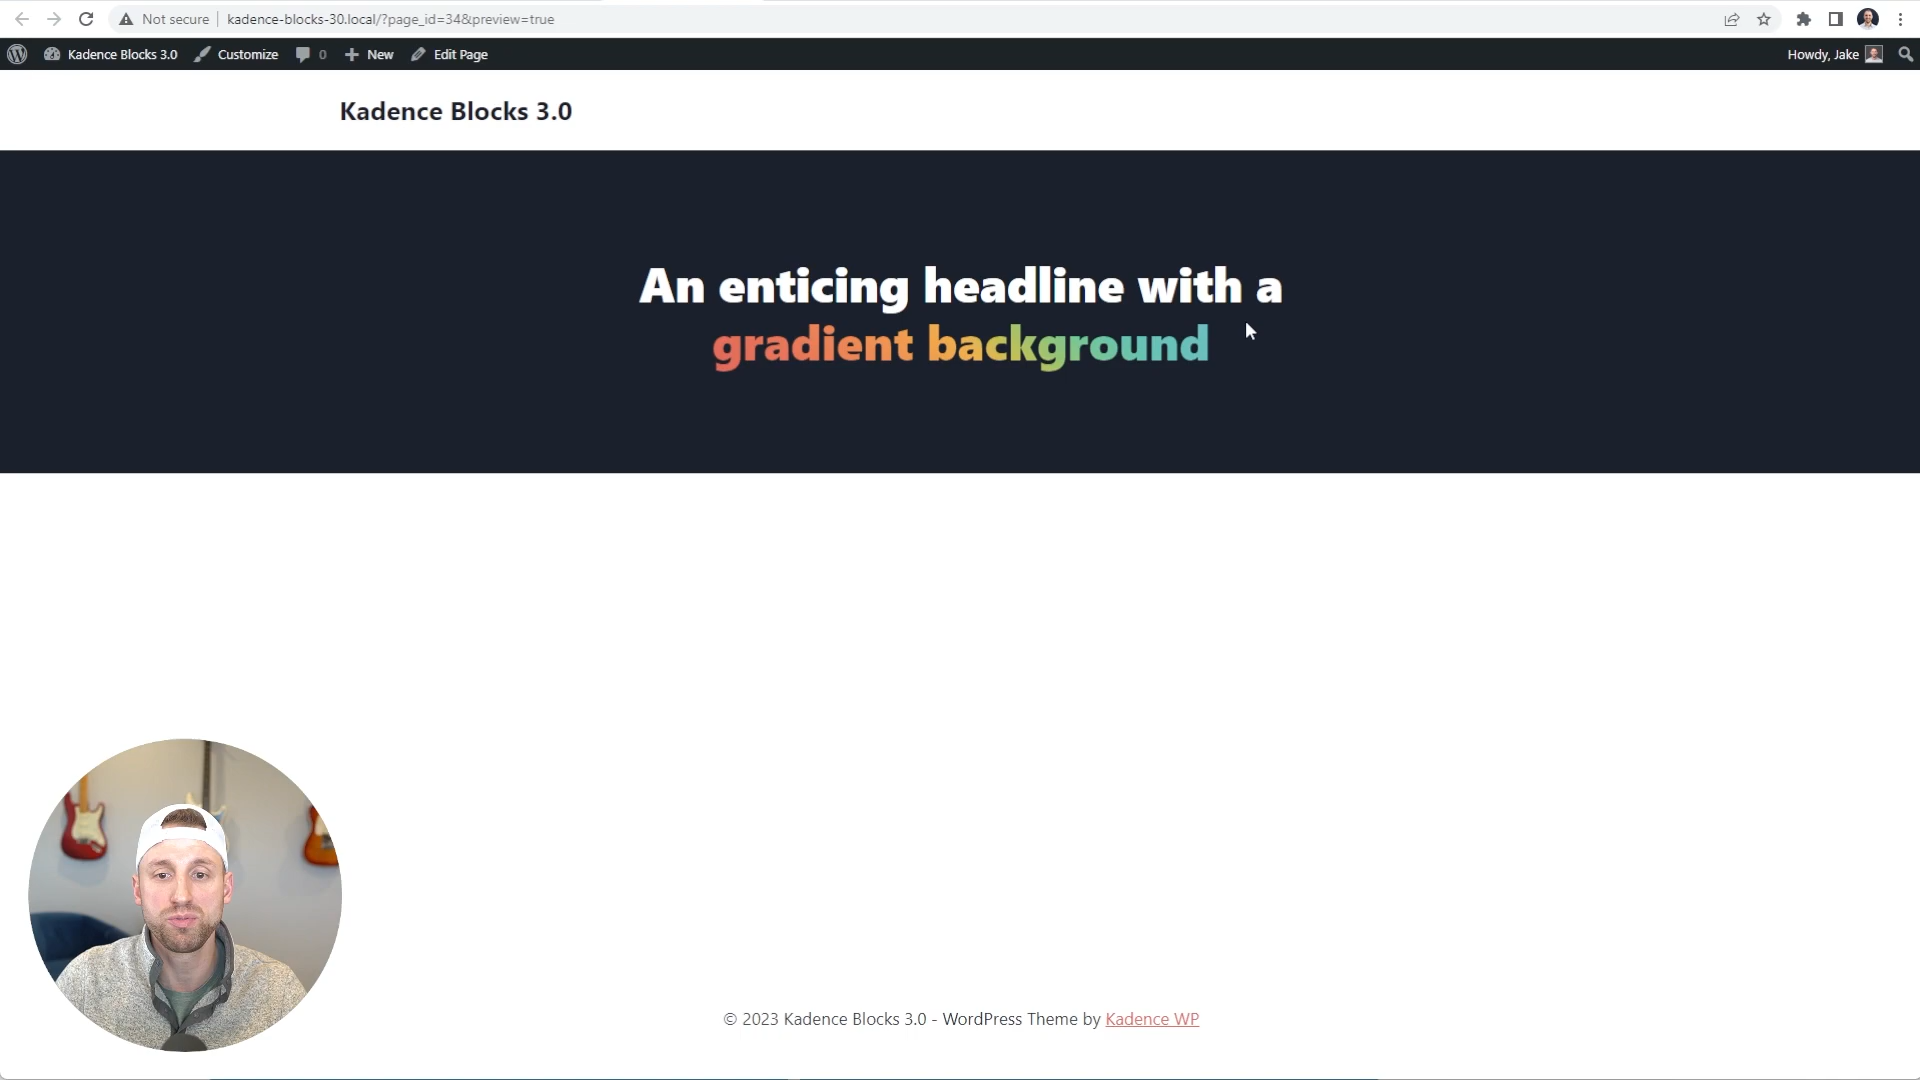 Not secure
kadence-blocks-30.local/?page_id=34&preview=true
Kadence Blocks 3.0
Customize
0
New
Edit Page
Howdy, Jake
Kadence Blocks 3.0
An enticing headline with a
gradient background
© 2023 Kadence Blocks 3.0 - WordPress Theme by Kadence WP